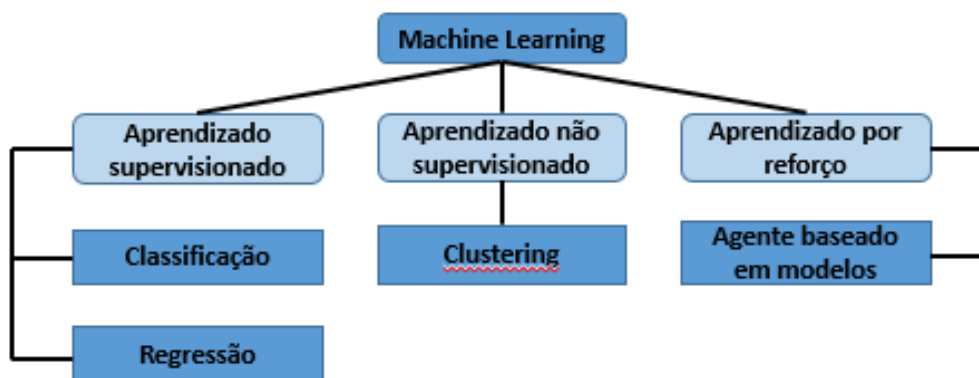 Machine Learning
Aprendizado
supervisionado
Aprendizado não
supervisionado
Aprendizado por
reforço
Classificação
Clustering
Agente baseado
em modelos
Regressão